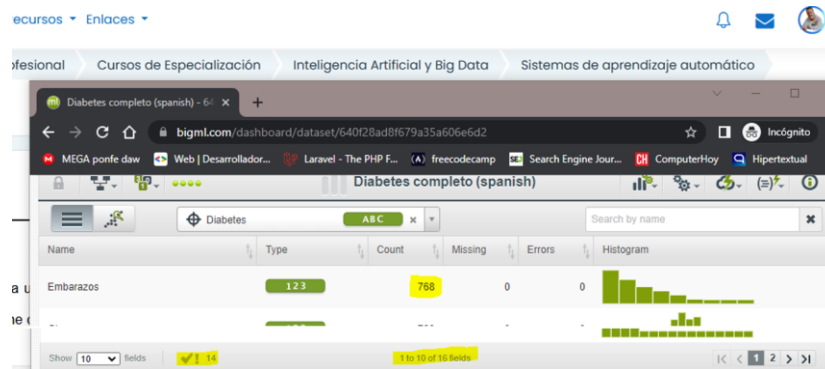 ecursos Enlaces
ofesional Cursos de Especialización Inteligencia Artificial y Big Data Sistemas de aprendizaje automático
ml Diabetes completo (spanish) - 64 × +
bigml.com/dashboard/dataset/640f28ad8f679a35a606e6d2 Incógnito
MEGA ponfe daw Web | Desarrollador... Laravel - The PHP F... (A) freecodecamp SEJ Search Engine Jour... CH ComputerHoy Hipertextual
Diabetes completo (spanish)
Diabetes ABC × Search by name ×
Name Type Count Missing Errors Histogram
a u Embarazos 123 768 0 0
Show 10 fields 14 1 to 10 of 16 fields 1 2